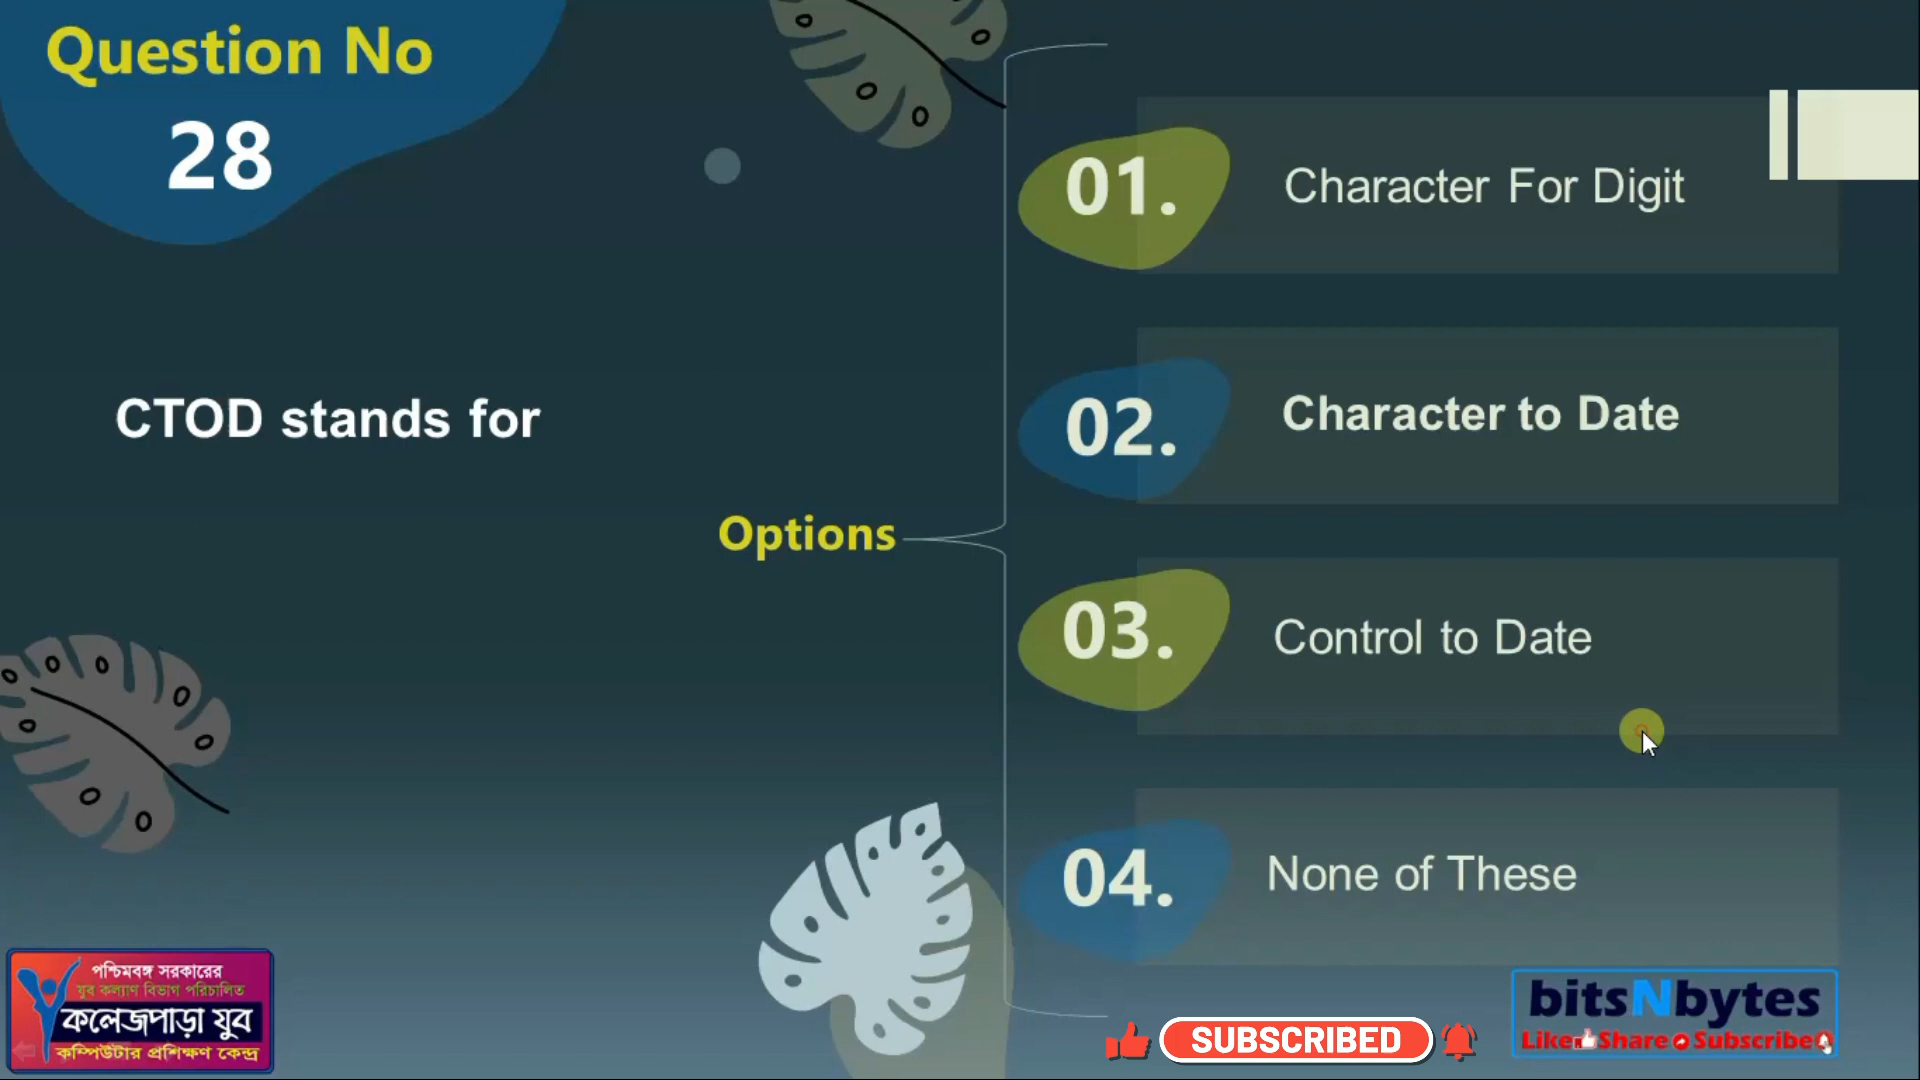 Question No
28
CTOD stands for
Options
01.
Character For Digit
02.
Character to Date
03.
Control to Date
04.
None of These
পশ্চিমবঙ্গ সরকারের
যুব কল্যাণ বিভাগ পরিচালিত
কলেজপাড়া যুব
কম্পিউটার প্রশিক্ষণ কেন্দ্র
SUBSCRIBED
bitsNbytes
Like Share Subscribe